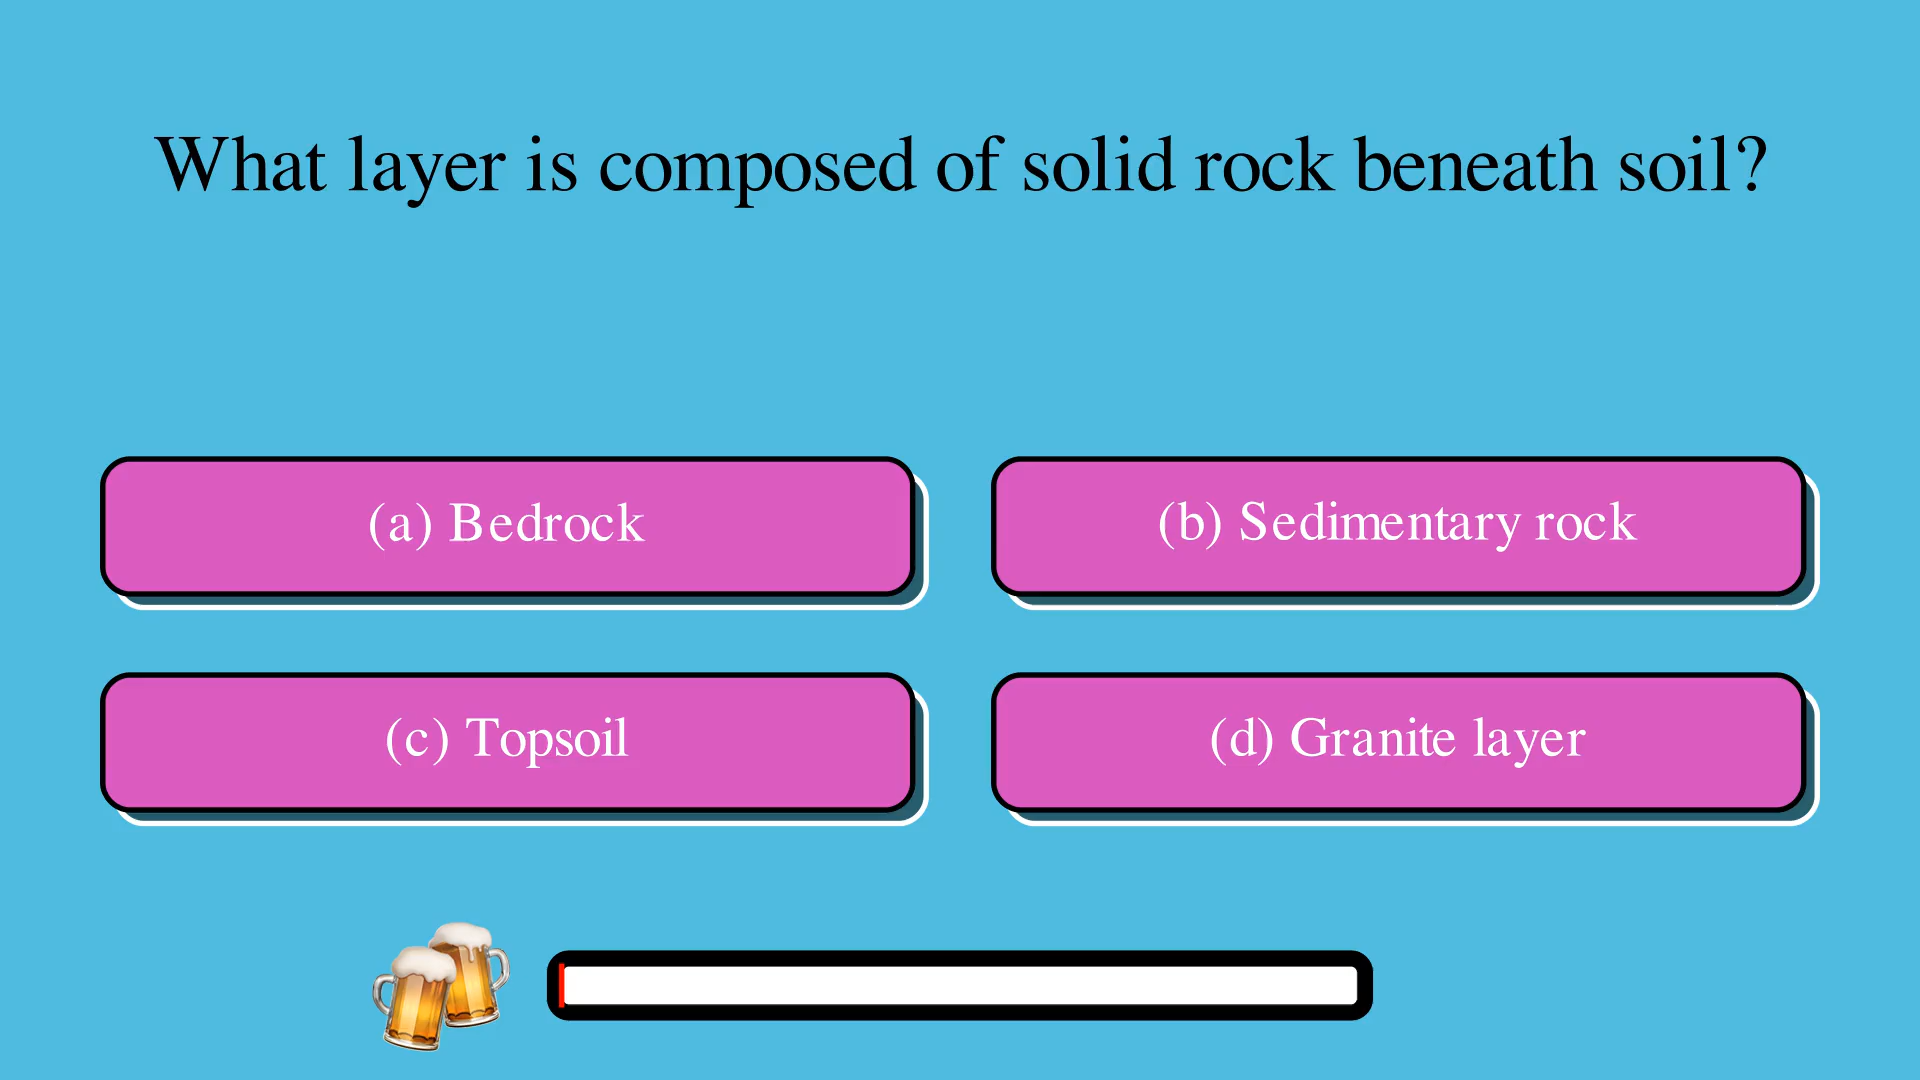 What layer is composed of solid rock beneath soil?
(a) Bedrock
(b) Sedimentary rock
(c) Topsoil
(d) Granite layer